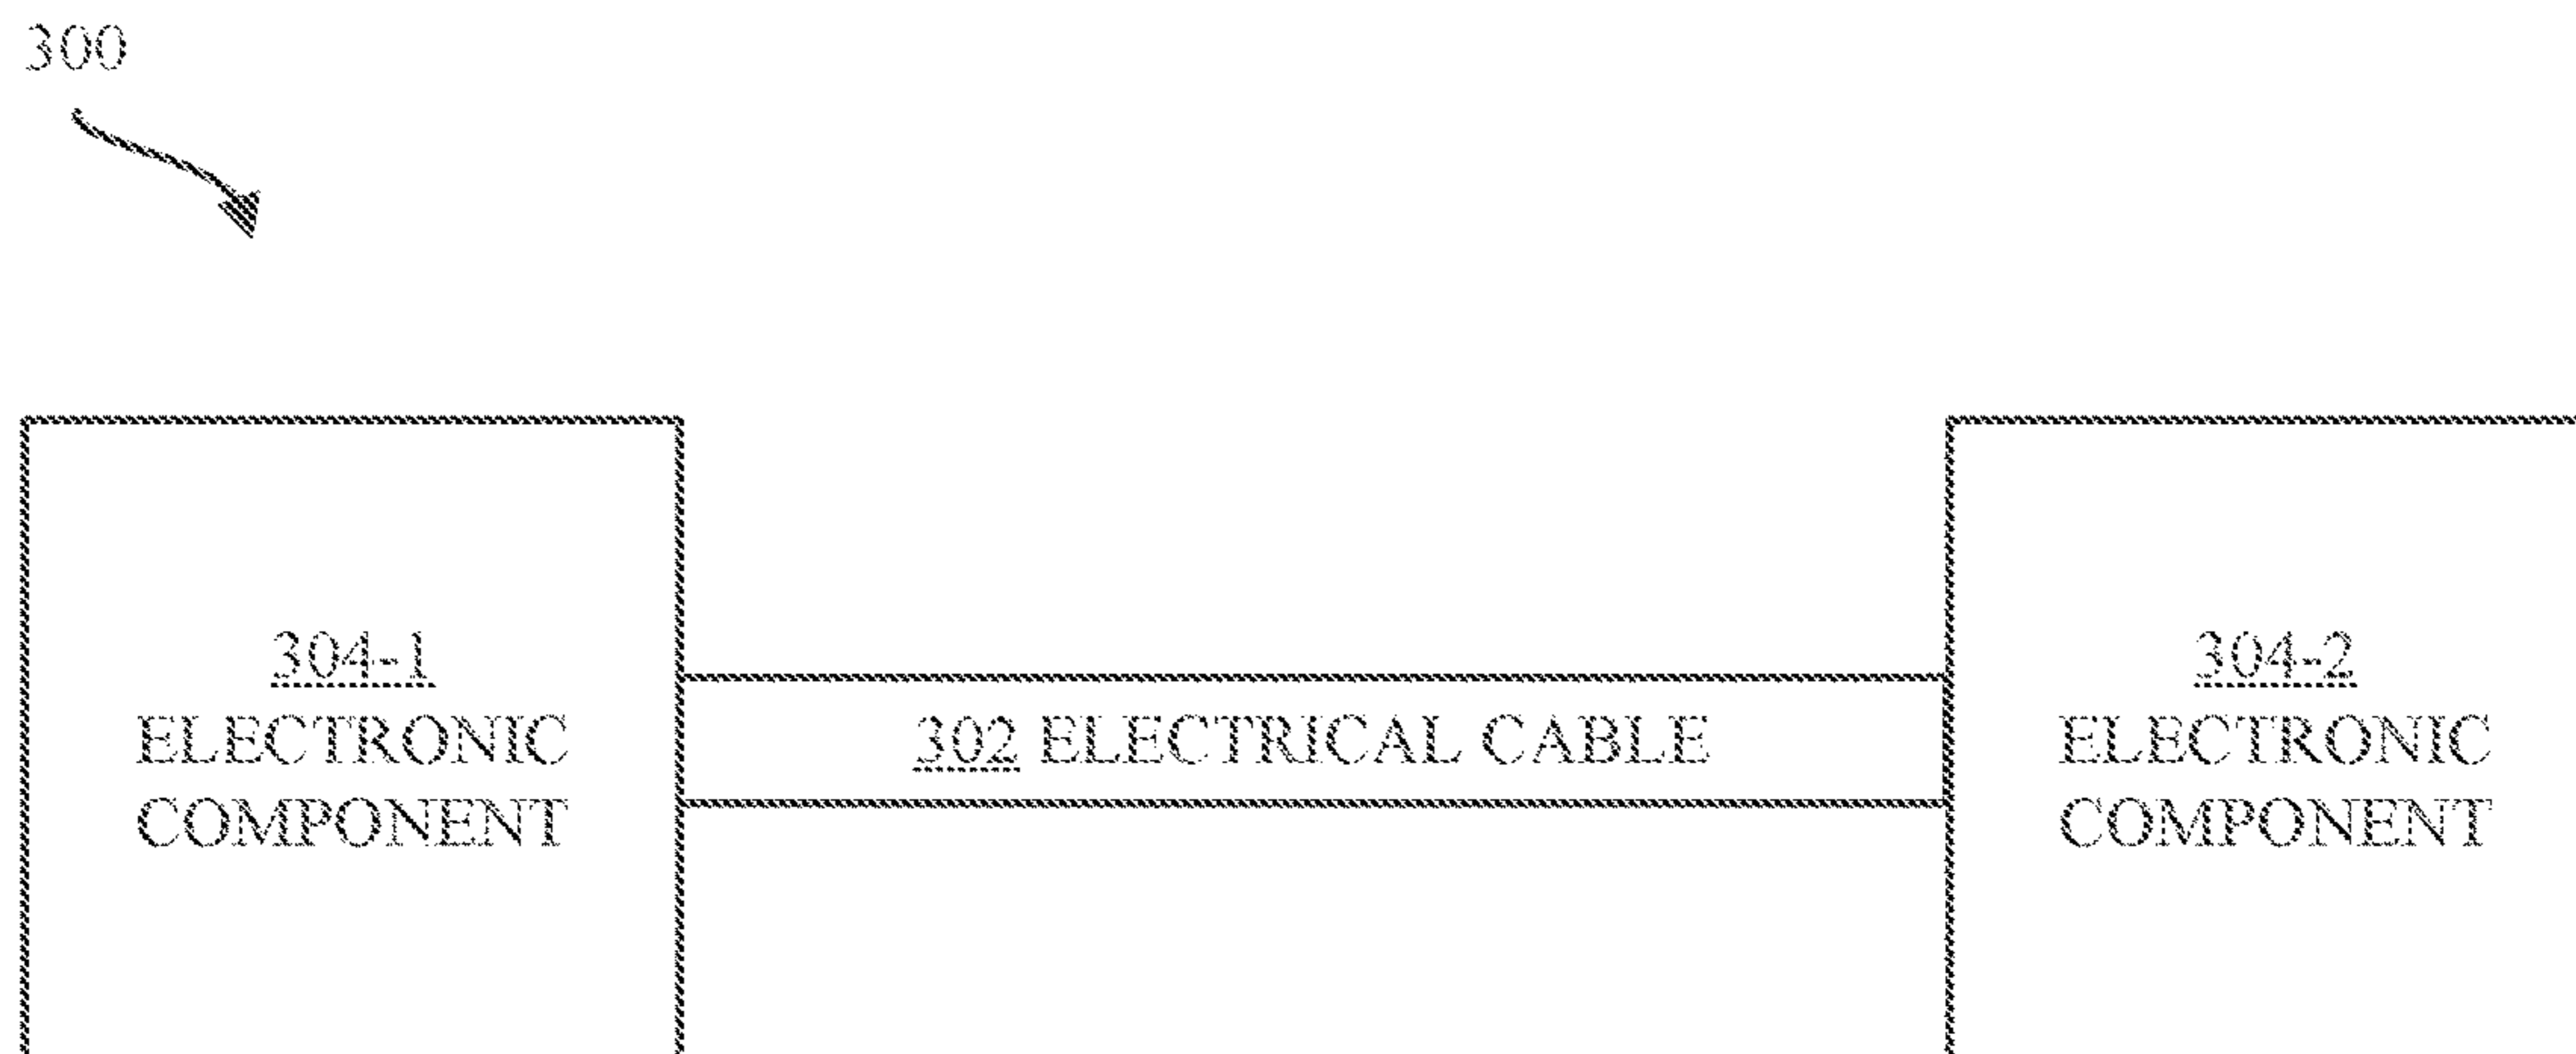 300
304-1
ELECTRONIC
COMPONENT
302 ELECTRICAL CABLE
304-2
ELECTRONIC
COMPONENT